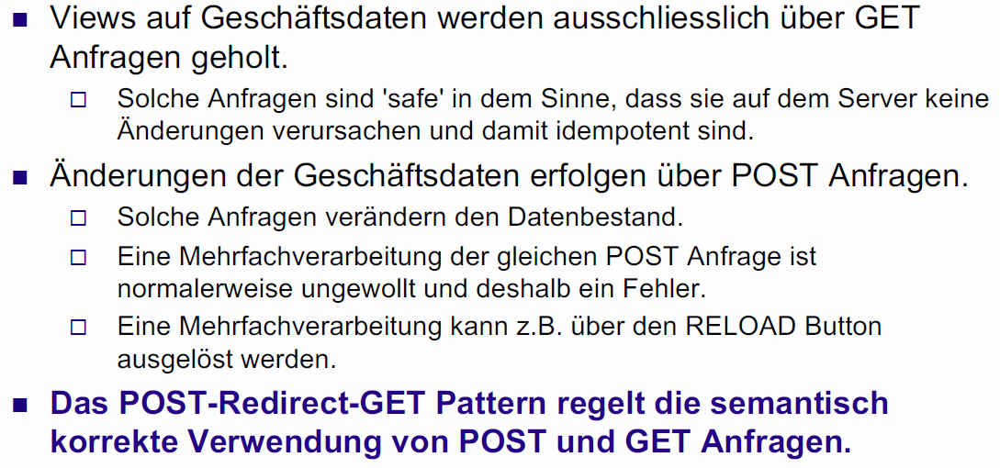 Views auf Geschäftsdaten werden ausschliesslich über GET
Anfragen geholt.
Solche Anfragen sind 'safe' in dem Sinne, dass sie auf dem Server keine
Änderungen verursachen und damit idempotent sind.
Änderungen der Geschäftsdaten erfolgen über POST Anfragen.
Solche Anfragen verändern den Datenbestand.
Eine Mehrfachverarbeitung der gleichen POST Anfrage ist
normalerweise ungewollt und deshalb ein Fehler.
Eine Mehrfachverarbeitung kann z.B. über den RELOAD Button
ausgelöst werden.
Das POST-Redirect-GET Pattern regelt die semantisch
korrekte Verwendung von POST und GET Anfragen.